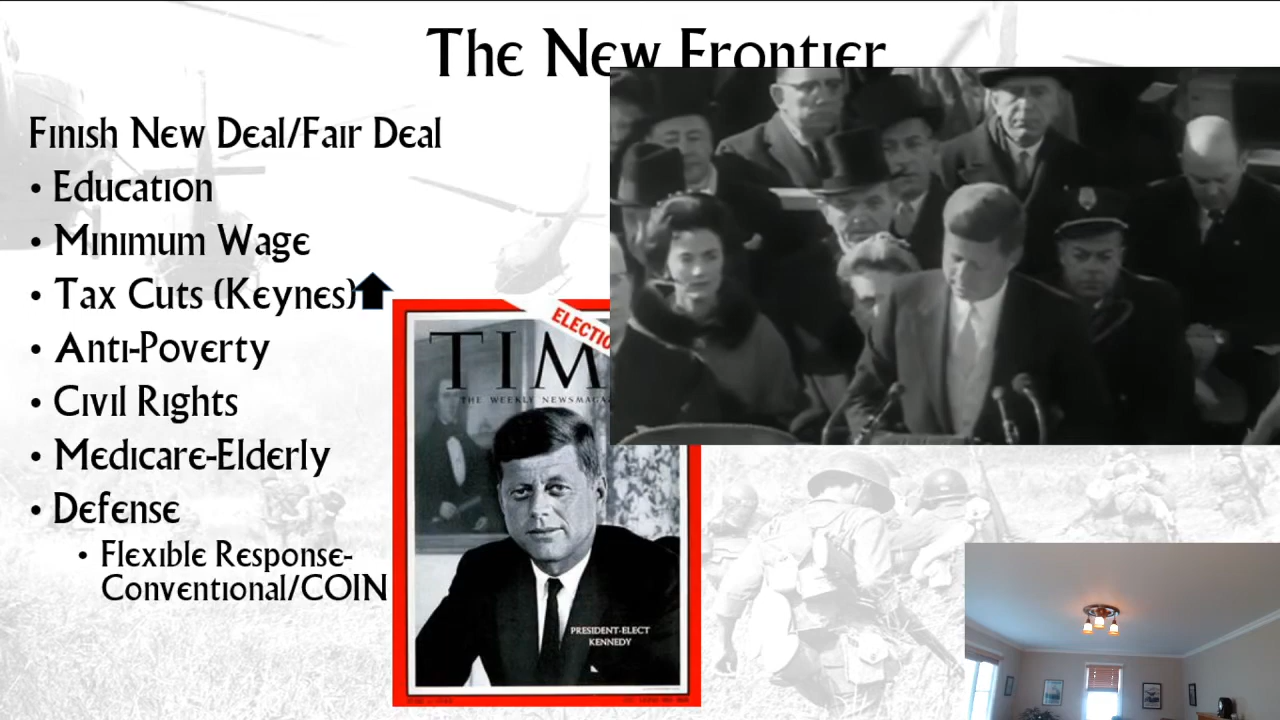 The New Frontier
Finish New Deal/Fair Deal
• Education
• Minimum Wage
• Tax Cuts (Keynes)
• Anti-Poverty
• Civil Rights
• Medicare-Elderly
• Defense
• Flexible Response-
Conventional/COIN
ELECTIO
TIM
THE WEEKLY NEWSMAGA
PRESIDENT-ELECT
KENNEDY